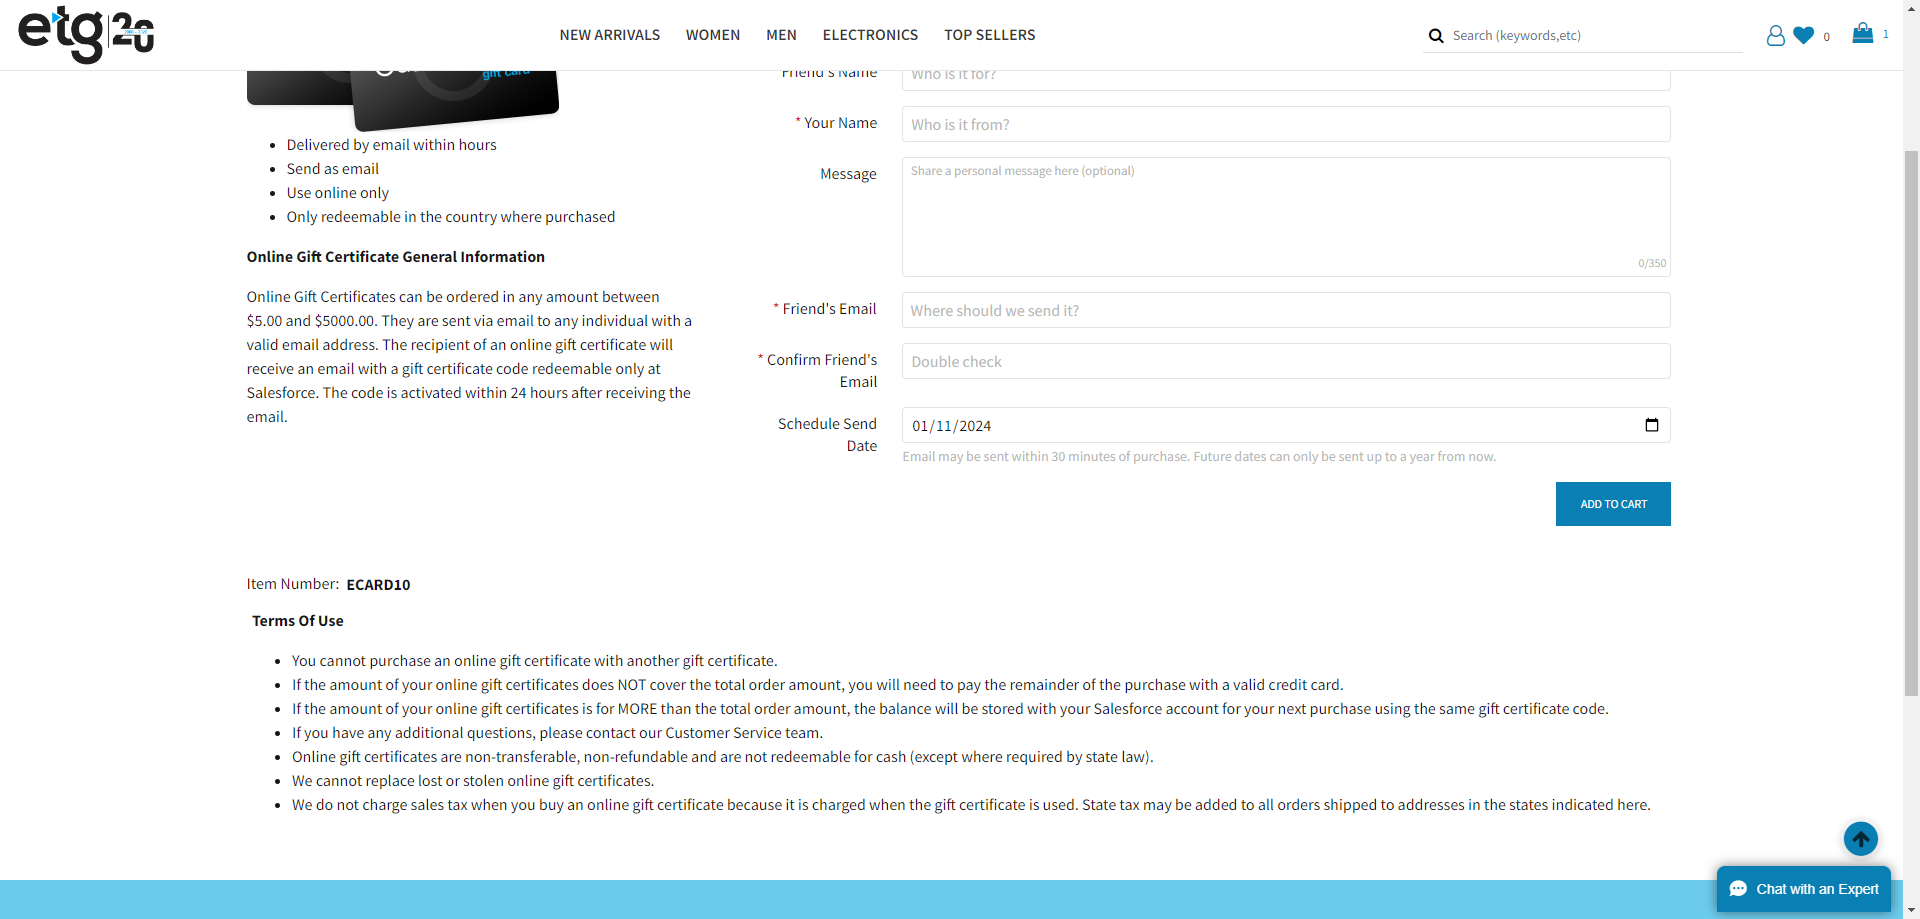 etg 20
NEW ARRIVALS WOMEN MEN ELECTRONICS TOP SELLERS
Search (keywords,etc)
0
1
gift card
Friend's Name
Who is it for?
* Your Name
Who is it from?
Message
Share a personal message here (optional)
0/350
* Friend's Email
Where should we send it?
* Confirm Friend's
Email
Double check
Schedule Send
Date
01/11/2024
Email may be sent within 30 minutes of purchase. Future dates can only be sent up to a year from now.
ADD TO CART
Delivered by email within hours
Send as email
Use online only
Only redeemable in the country where purchased
Online Gift Certificate General Information
Online Gift Certificates can be ordered in any amount between
$5.00 and $5000.00. They are sent via email to any individual with a
valid email address. The recipient of an online gift certificate will
receive an email with a gift certificate code redeemable only at
Salesforce. The code is activated within 24 hours after receiving the
email.
Item Number: ECARD10
Terms Of Use
You cannot purchase an online gift certificate with another gift certificate.
If the amount of your online gift certificates does NOT cover the total order amount, you will need to pay the remainder of the purchase with a valid credit card.
If the amount of your online gift certificates is for MORE than the total order amount, the balance will be stored with your Salesforce account for your next purchase using the same gift certificate code.
If you have any additional questions, please contact our Customer Service team.
Online gift certificates are non-transferable, non-refundable and are not redeemable for cash (except where required by state law).
We cannot replace lost or stolen online gift certificates.
We do not charge sales tax when you buy an online gift certificate because it is charged when the gift certificate is used. State tax may be added to all orders shipped to addresses in the states indicated here.
Chat with an Expert